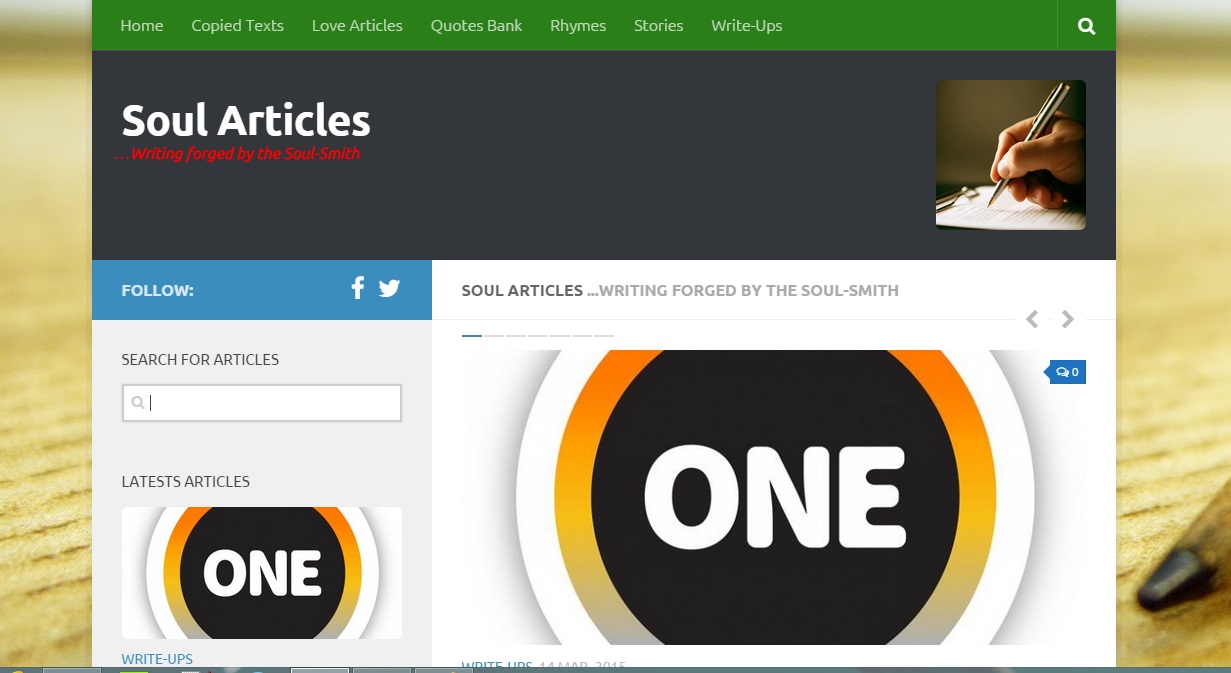 Home Copied Texts Love Articles Quotes Bank Rhymes Stories Write-Ups
Soul Articles
...Writing forged by the Soul-Smith
FOLLOW:
SOUL ARTICLES ...WRITING FORGED BY THE SOUL-SMITH
SEARCH FOR ARTICLES
0
ONE
LATESTS ARTICLES
ONE
WRITE-UPS
WRITE-UPS 14 MAR, 2015